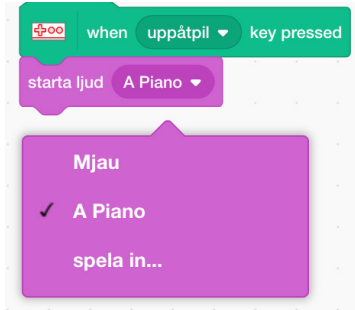 when uppåtpil key pressed
starta ljud A Piano
Mjau
A Piano
spela in...